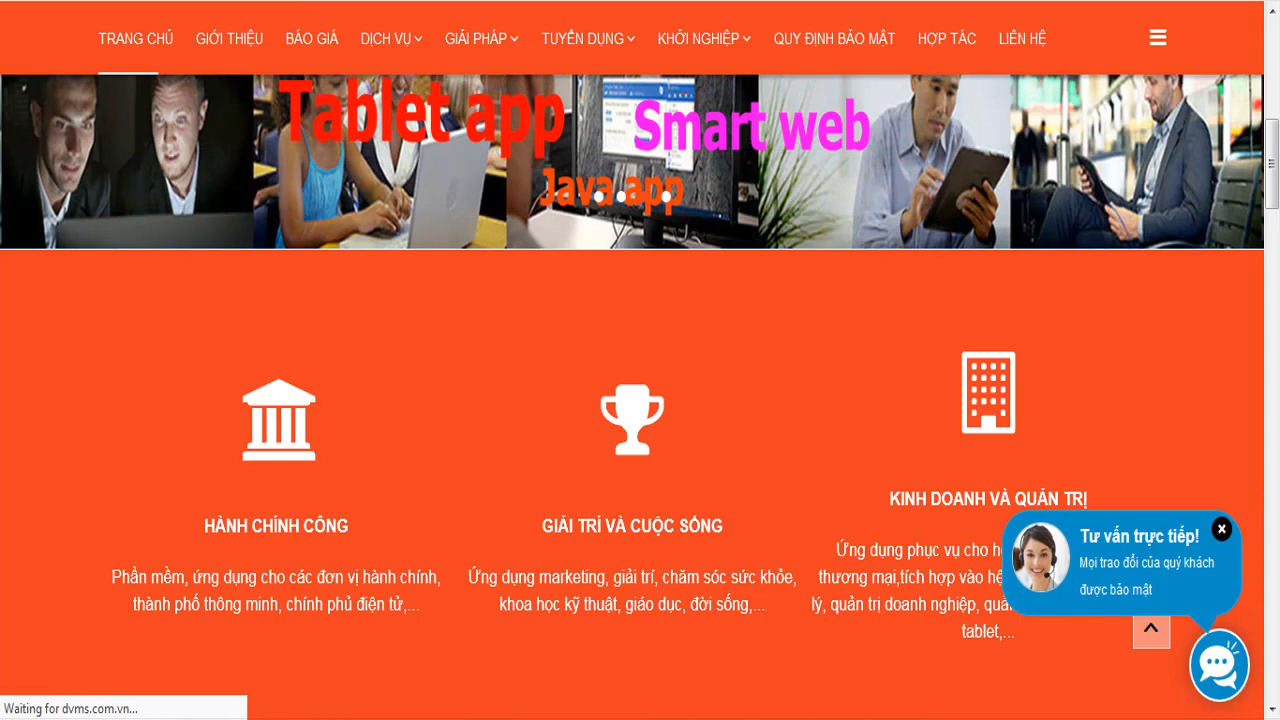 TRANG CHỦ GIỚI THIỆU BÁO GIÁ DỊCH VỤ GIẢI PHÁP TUYỂN DỤNG KHỞI NGHIỆP QUY ĐỊNH BẢO MẬT HỢP TÁC LIÊN HỆ
Tablet app
Smart web
Java app
HÀNH CHÍNH CÔNG
Phần mềm, ứng dụng cho các đơn vị hành chính,
thành phố thông minh, chính phủ điện tử,...
GIẢI TRÍ VÀ CUỘC SỐNG
Ứng dụng marketing, giải trí, chăm sóc sức khỏe,
khoa học kỹ thuật, giáo dục, đời sống,...
KINH DOANH VÀ QUẢN TRỊ
Ứng dụng phục vụ cho
thương mại,tích hợp vào
lý, quản trị doanh nghiệp,
tablet,...
Tư vấn trực tiếp!
Mọi trao đổi của quý khách
được bảo mật
Waiting for dvms.com.vn...